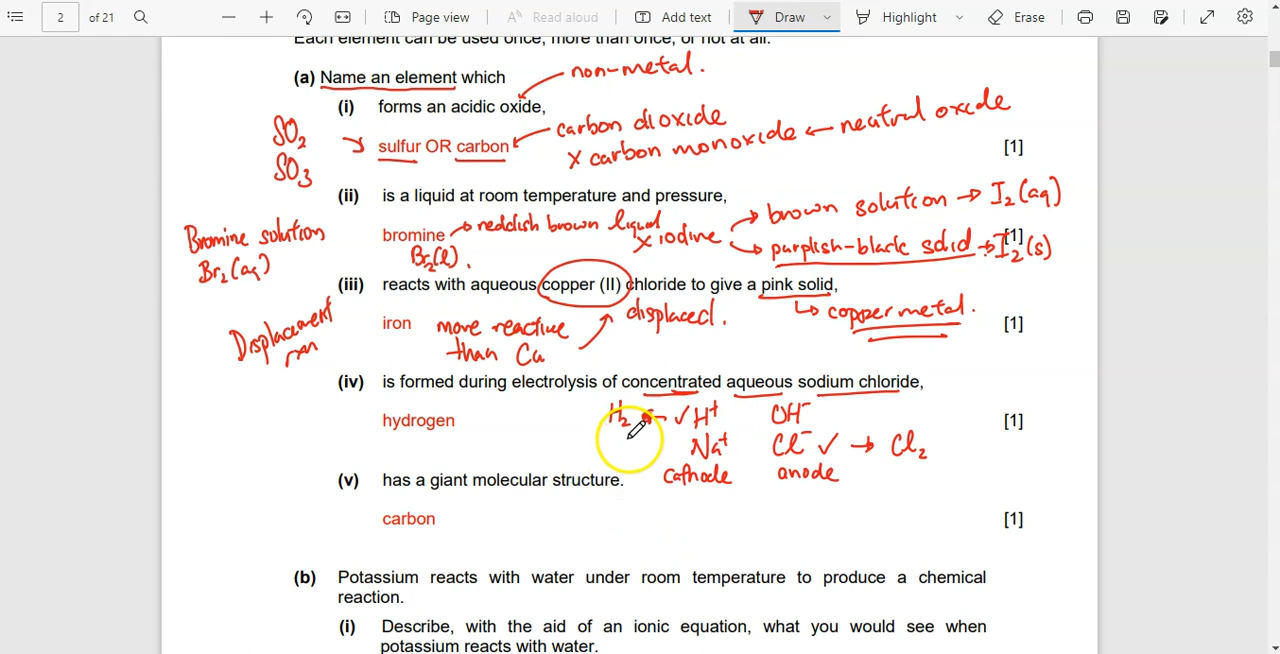 2 of 21 Page view Read aloud Add text Draw Highlight Erase
Each element can be used once, more than once, or not at all.
(a) Name an element which
non-metal.
(i) forms an acidic oxide,
SO2
SO3
sulfur OR carbon
carbon dioxide
x carbon monoxide ← neutral oxide
[1]
(ii) is a liquid at room temperature and pressure,
bromine → reddish brown liquid
Br2(l).
x iodine
brown solution → I2(aq)
purplish-black solid → I2(s)
[1]
Bromine solution
Br2(aq)
(iii) reacts with aqueous copper (II) chloride to give a pink solid,
↳ copper metal.
iron
more reactive
than Cu
displaced.
[1]
Displacement
rxn
(iv) is formed during electrolysis of concentrated aqueous sodium chloride,
hydrogen
H2 ← ✓ H+ OH-
[1]
Na+ Cl- ✓ → Cl2
cathode anode
(v) has a giant molecular structure.
carbon
[1]
(b) Potassium reacts with water under room temperature to produce a chemical
reaction.
(i) Describe, with the aid of an ionic equation, what you would see when
potassium reacts with water.